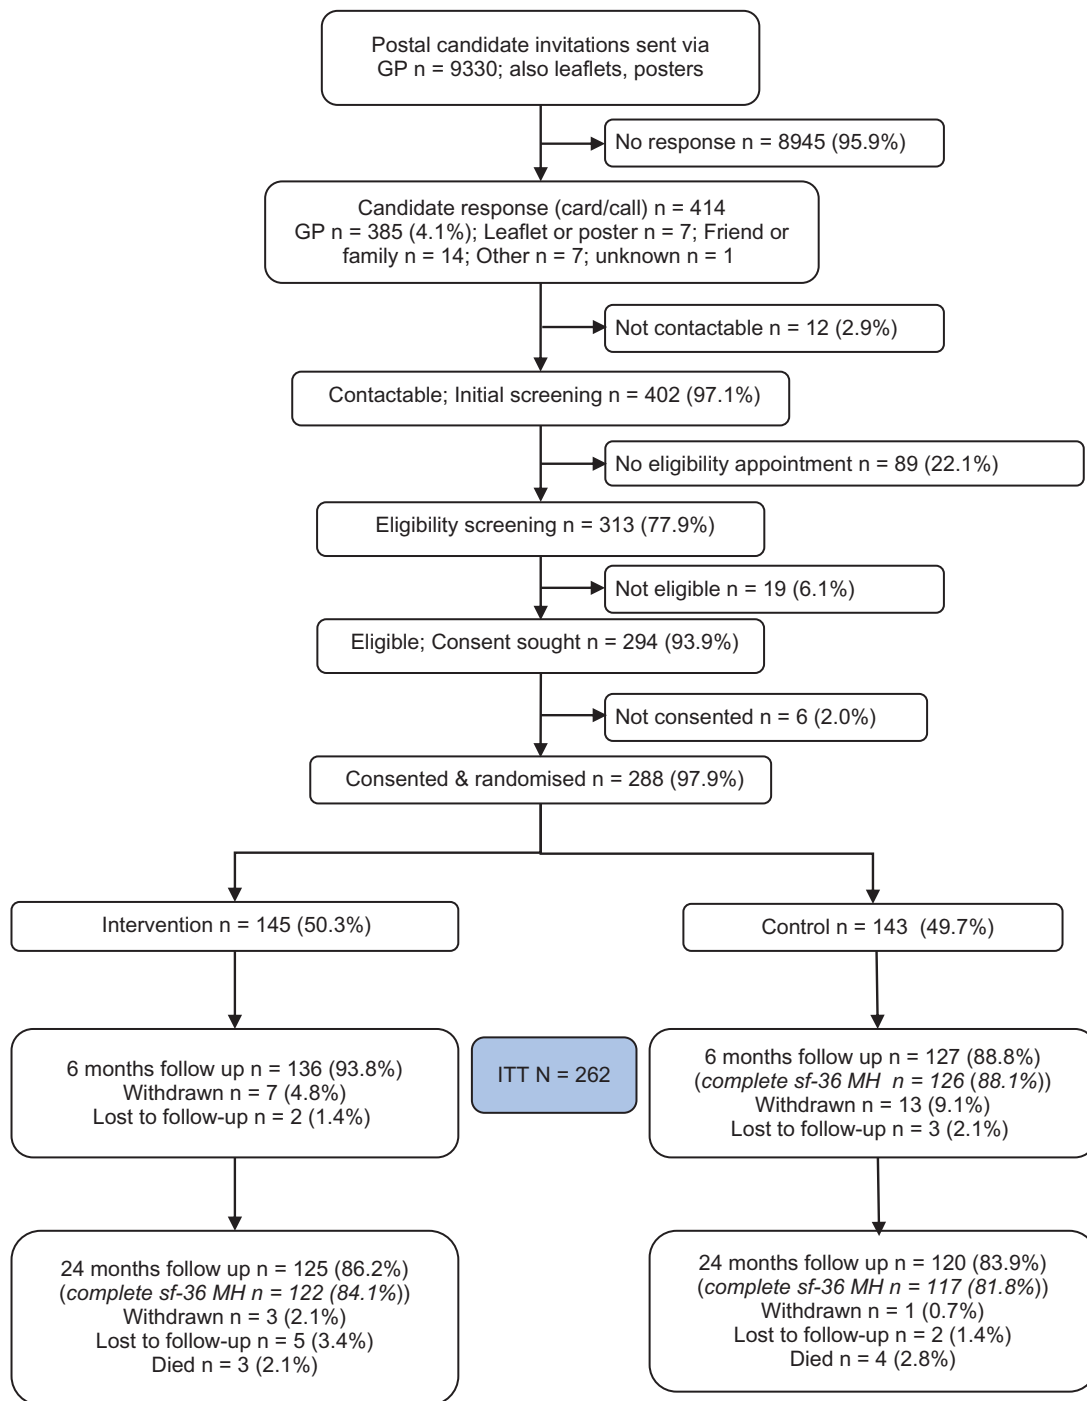 Postal candidate invitations sent via
GP n = 9330; also leaflets, posters
No response n = 8945 (95.9%)
Candidate response (card/call) n = 414
GP n = 385 (4.1%); Leaflet or poster n = 7; Friend or
family n = 14; Other n = 7; unknown n = 1
Not contactable n = 12 (2.9%)
Contactable; Initial screening n = 402 (97.1%)
No eligibility appointment n = 89 (22.1%)
Eligibility screening n = 313 (77.9%)
Not eligible n = 19 (6.1%)
Eligible; Consent sought n = 294 (93.9%)
Not consented n = 6 (2.0%)
Consented & randomised n = 288 (97.9%)
Intervention n = 145 (50.3%)
Control n = 143 (49.7%)
6 months follow up n = 136 (93.8%)
Withdrawn n = 7 (4.8%)
Lost to follow-up n = 2 (1.4%)
ITT N = 262
6 months follow up n = 127 (88.8%)
(complete sf-36 MH n = 126 (88.1%))
Withdrawn n = 13 (9.1%)
Lost to follow-up n = 3 (2.1%)
24 months follow up n = 125 (86.2%)
(complete sf-36 MH n = 122 (84.1%))
Withdrawn n = 3 (2.1%)
Lost to follow-up n = 5 (3.4%)
Died n = 3 (2.1%)
24 months follow up n = 120 (83.9%)
(complete sf-36 MH n = 117 (81.8%))
Withdrawn n = 1 (0.7%)
Lost to follow-up n = 2 (1.4%)
Died n = 4 (2.8%)